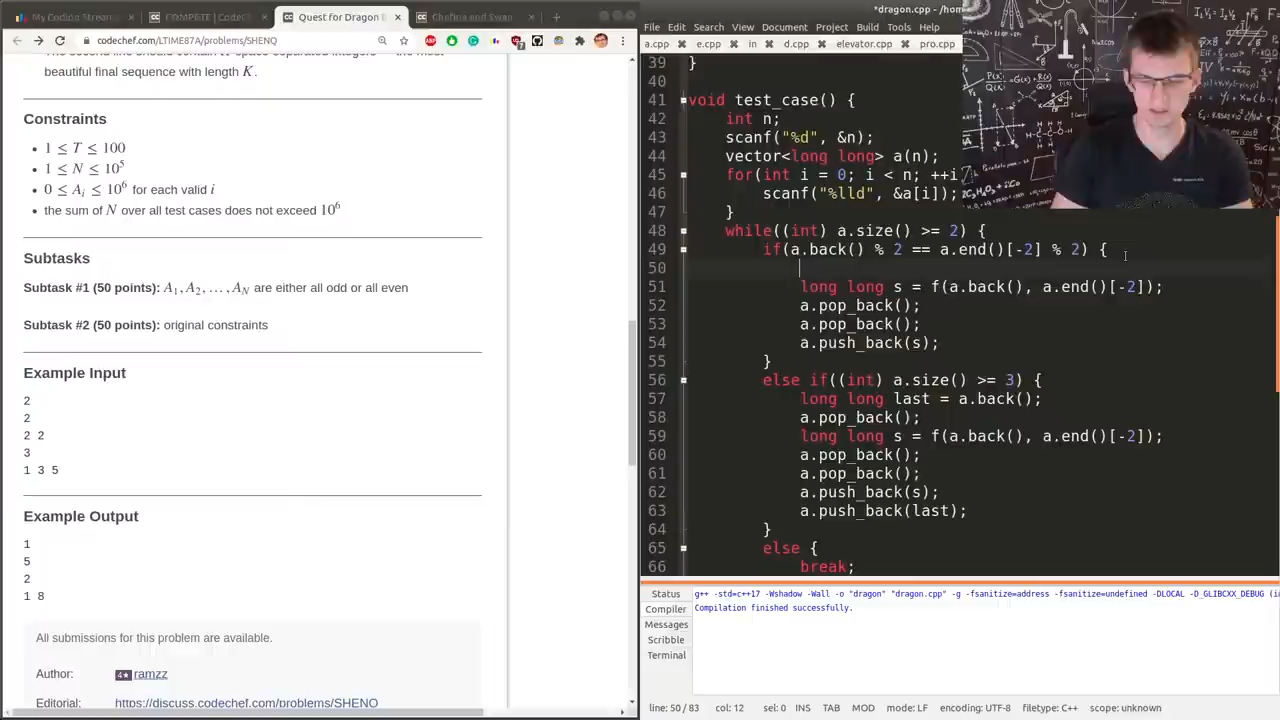 My Coding Stream
COMPETE | CodeC
Quest for Dragon B
Chefina and Swap
codechef.com/LTIME87A/problems/SHENQ
beautiful final sequence with length K.
Constraints
1 ≤ T ≤ 100
1 ≤ N ≤ 10^5
0 ≤ A_i ≤ 10^6 for each valid i
the sum of N over all test cases does not exceed 10^6
Subtasks
Subtask #1 (50 points): A_1, A_2, …, A_N are either all odd or all even
Subtask #2 (50 points): original constraints
Example Input
2
2
2 2
3
1 3 5
Example Output
1
5
2
1 8
All submissions for this problem are available.
Author: 4★ ramzz
Editorial: https://discuss.codechef.com/problems/SHENQ
*dragon.cpp - /hom
File Edit Search View Document Project Build Tools Help
a.cpp e.cpp in d.cpp elevator.cpp pro.cpp
39 }
40
41 void test_case() {
42 int n;
43 scanf("%d", &n);
44 vector<long long> a(n);
45 for(int i = 0; i < n; ++i
46 scanf("%lld", &a[i]);
47 }
48 while((int) a.size() >= 2) {
49 if(a.back() % 2 == a.end()[-2] % 2) {
50
51 long long s = f(a.back(), a.end()[-2]);
52 a.pop_back();
53 a.pop_back();
54 a.push_back(s);
55 }
56 else if((int) a.size() >= 3) {
57 long long last = a.back();
58 a.pop_back();
59 long long s = f(a.back(), a.end()[-2]);
60 a.pop_back();
61 a.pop_back();
62 a.push_back(s);
63 a.push_back(last);
64 }
65 else {
66 break;
Status
Compiler
Messages
Scribble
Terminal
g++ -std=c++17 -Wshadow -Wall -o "dragon" "dragon.cpp" -g -fsanitize=address -fsanitize=undefined -DLOCAL -D_GLIBCXX_DEBUG (i
Compilation finished successfully.
line: 50 / 83 col: 12 sel: 0 INS TAB MOD mode: LF encoding: UTF-8 filetype: C++ scope: unknown